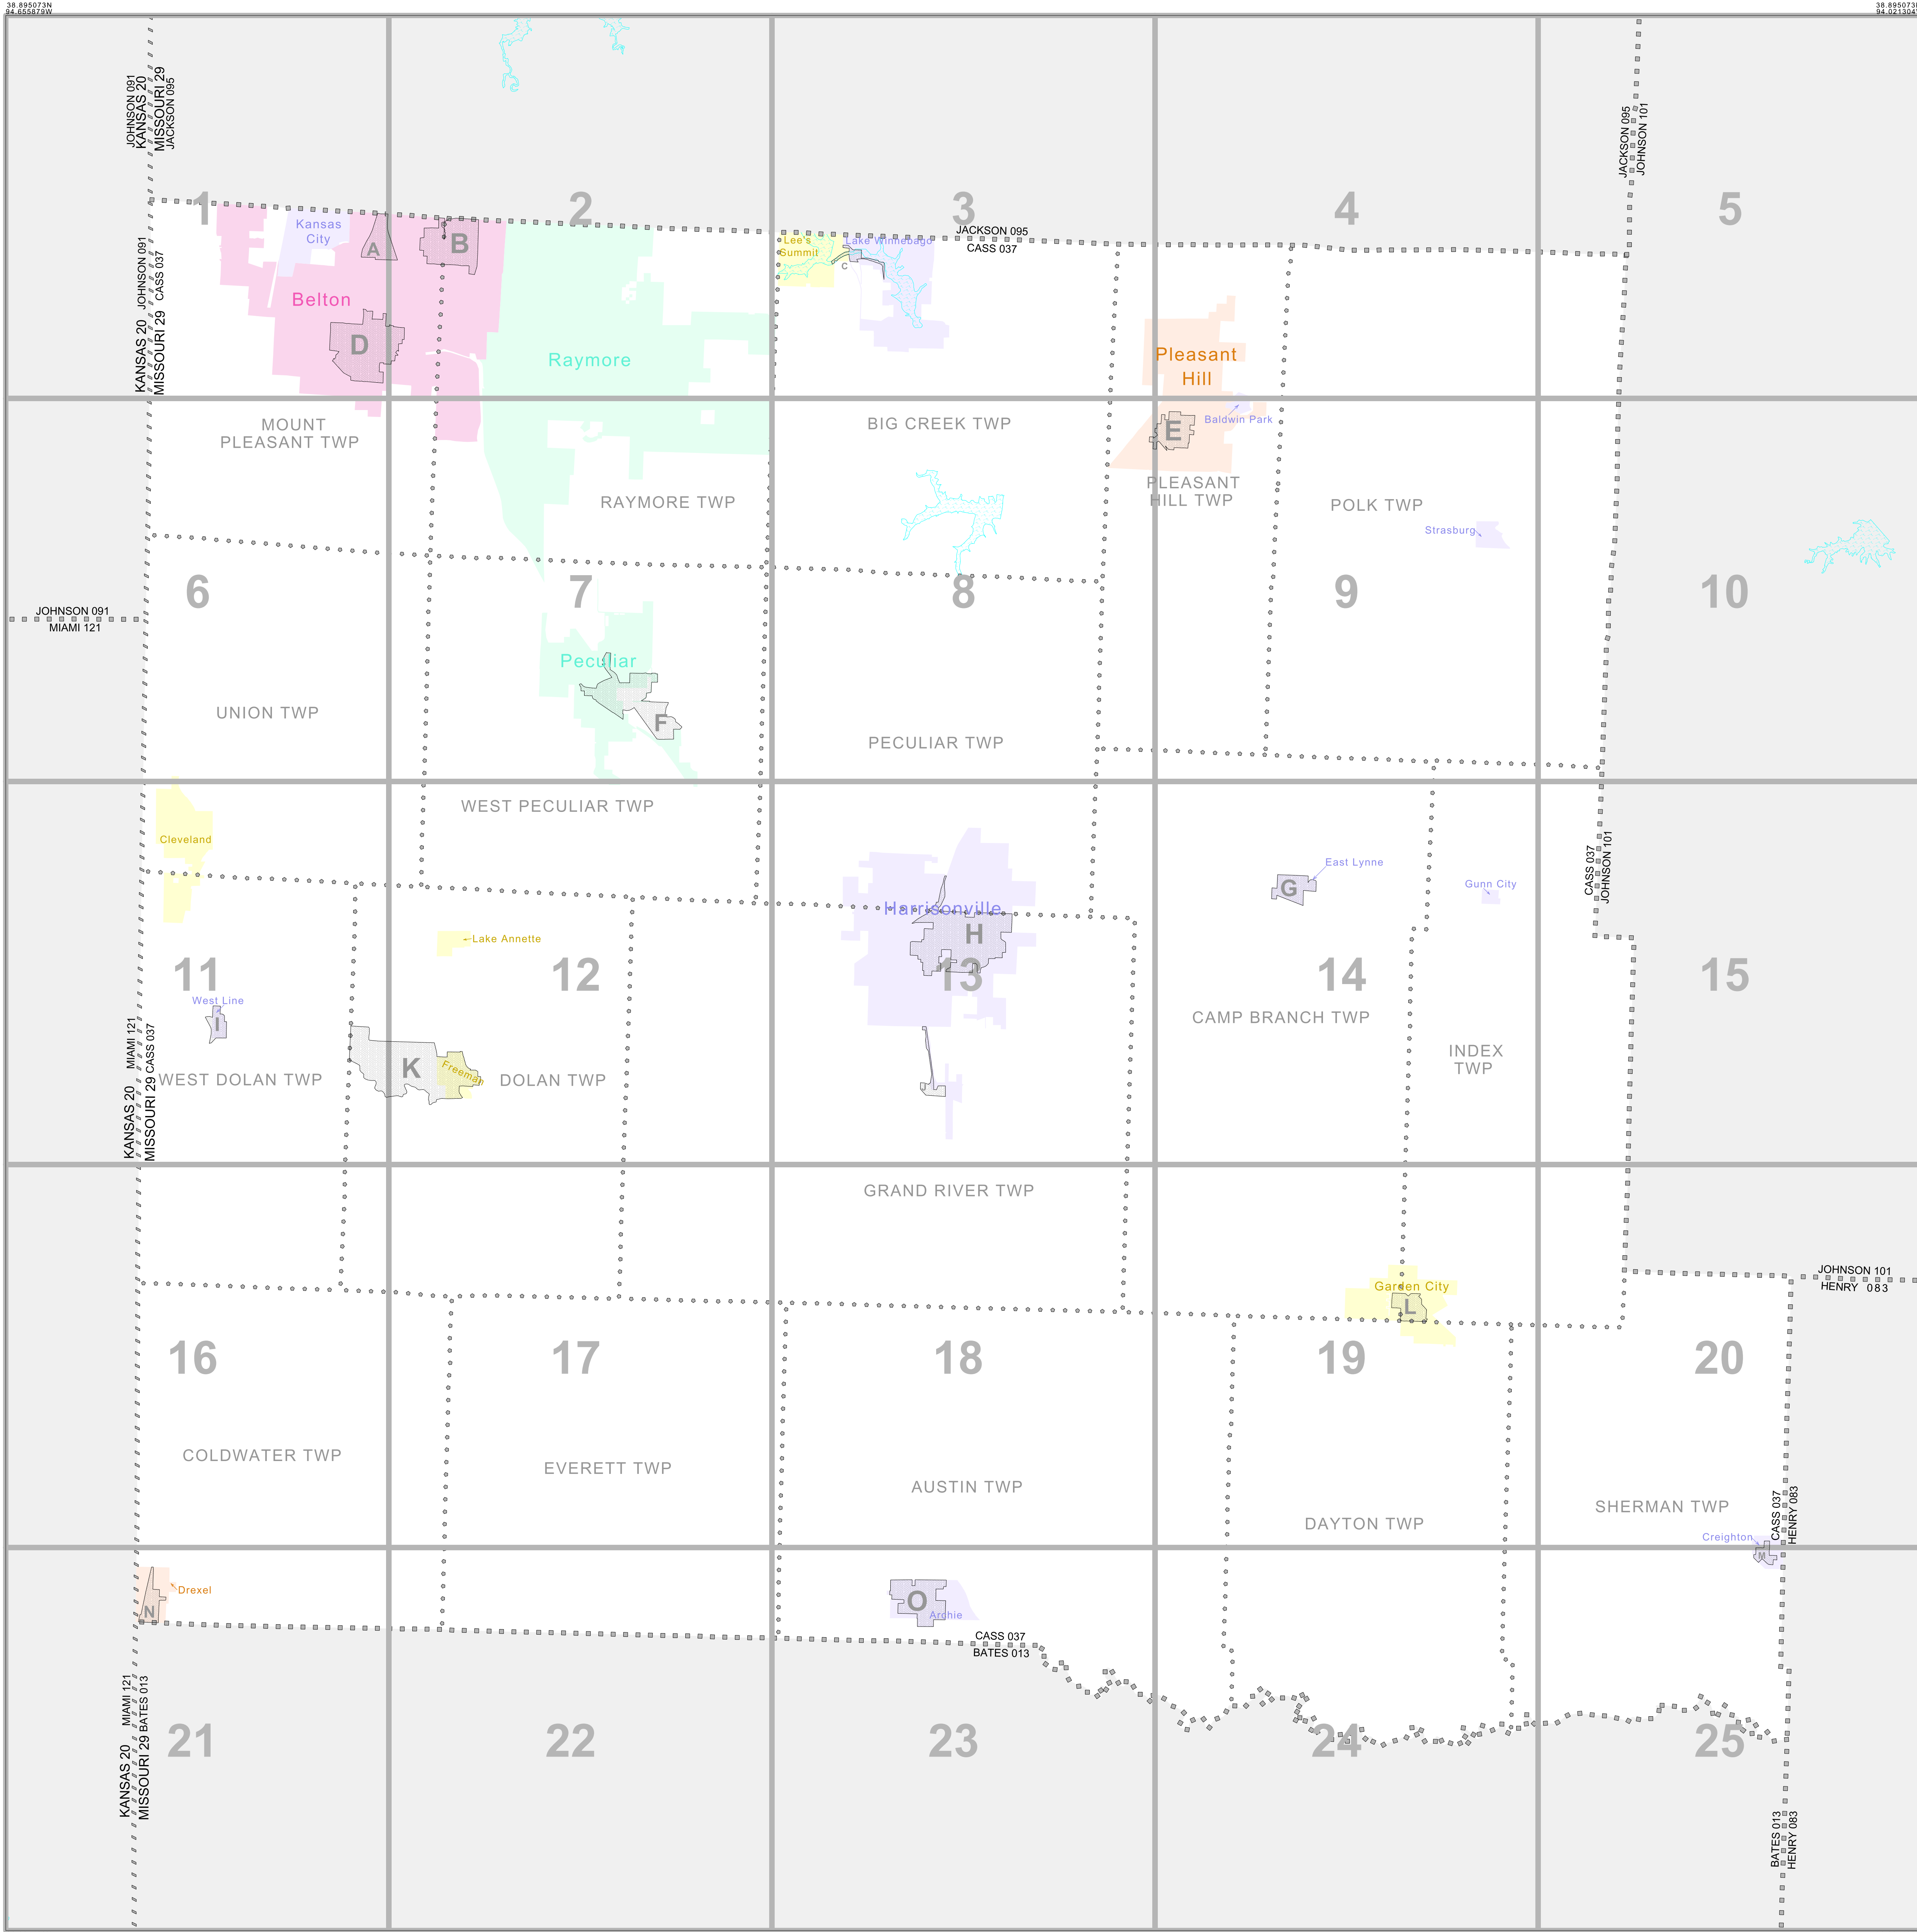 38.895073N
94.655879W
38.895073N
94.021304W
JOHNSON 091
KANSAS 20
MISSOURI 29
JACKSON 095
JACKSON 095
JOHNSON 101
1
2
3
4
5
Kansas
City
A
B
Lee's
Summit
Lake Winnebago
C
JACKSON 095
CASS 037
KANSAS 20 JOHNSON 091
MISSOURI 29 CASS 037
Belton
D
Raymore
Pleasant
Hill
Baldwin Park
E
MOUNT
PLEASANT TWP
BIG CREEK TWP
RAYMORE TWP
PLEASANT
HILL TWP
POLK TWP
Strasburg
6
7
8
9
10
JOHNSON 091
MIAMI 121
Peculiar
F
UNION TWP
PECULIAR TWP
WEST PECULIAR TWP
Cleveland
East Lynne
G
Gunn City
CASS 037
JOHNSON 101
Harrisonville
H
Lake Annette
11
12
13
14
15
West Line
I
CAMP BRANCH TWP
INDEX
TWP
KANSAS 20 MIAMI 121
MISSOURI 29 CASS 037
WEST DOLAN TWP
K
Freeman
DOLAN TWP
GRAND RIVER TWP
JOHNSON 101
HENRY 083
Garden City
L
16
17
18
19
20
COLDWATER TWP
EVERETT TWP
AUSTIN TWP
DAYTON TWP
SHERMAN TWP
CASS 037
HENRY 083
Creighton
M
Drexel
N
O
Archie
CASS 037
BATES 013
KANSAS 20 MIAMI 121
MISSOURI 29 BATES 013
21
22
23
24
25
BATES 013
HENRY 083